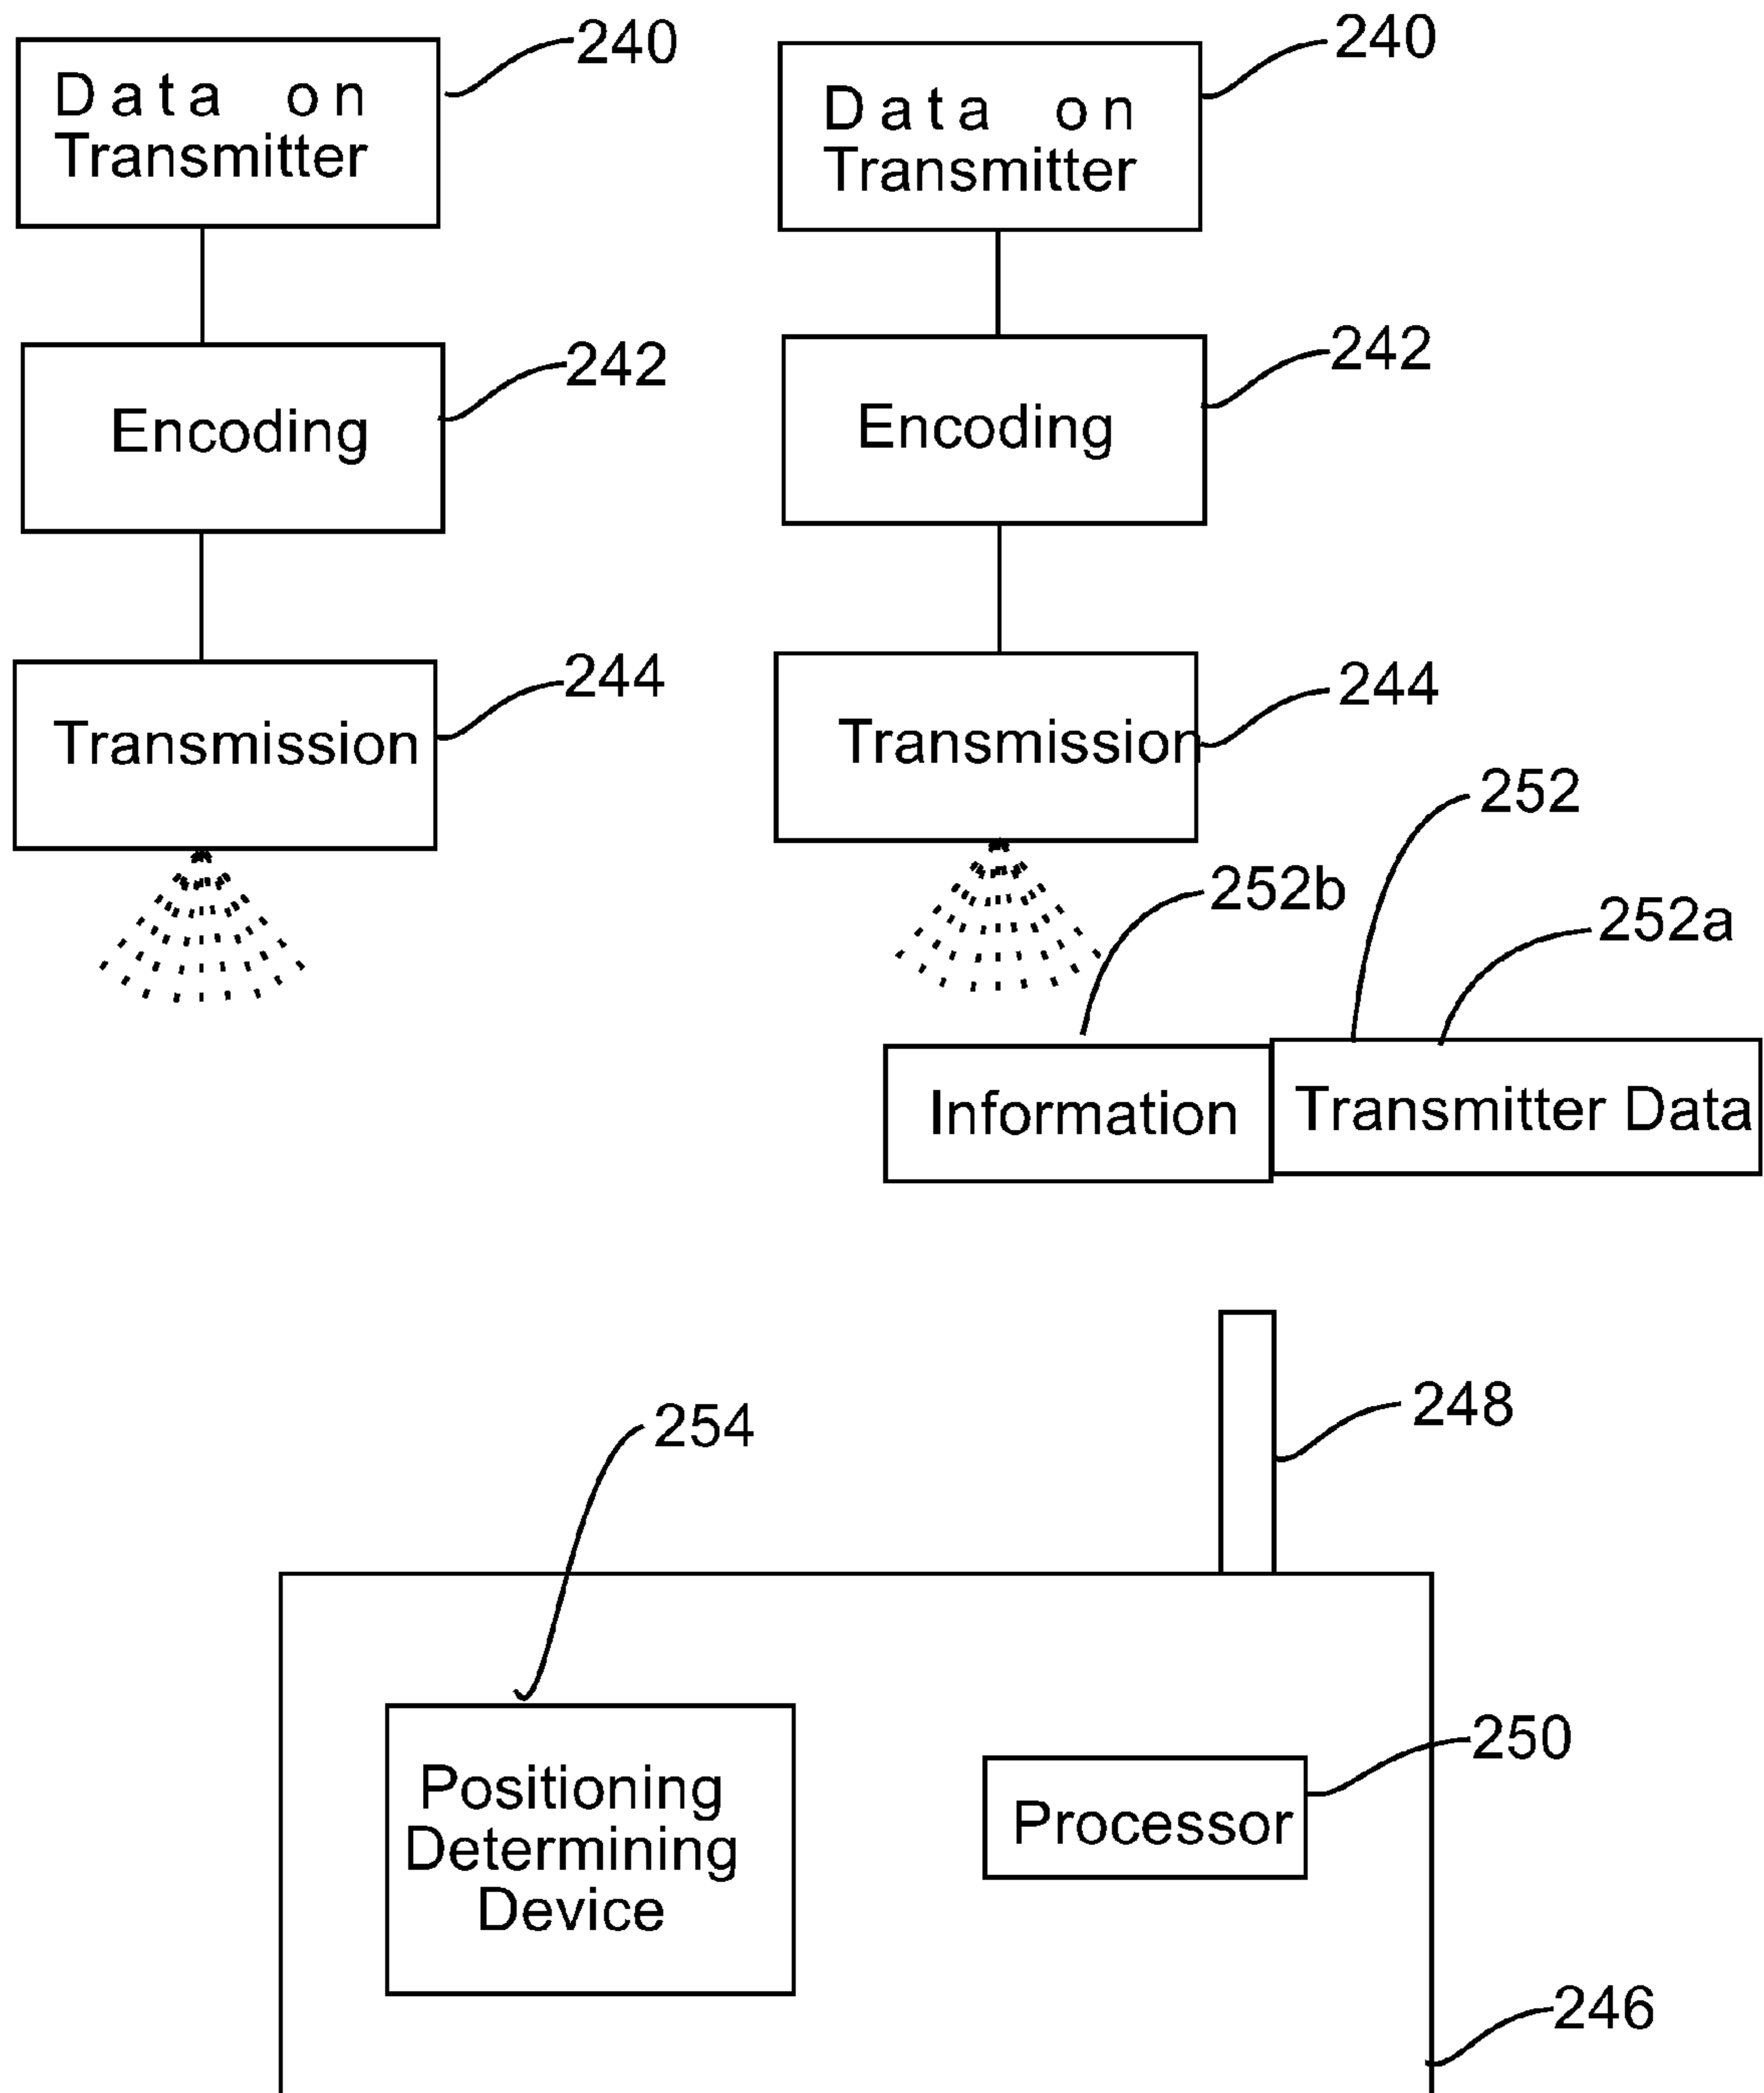 240
240
Data on
Transmitter
Data on
Transmitter
242
242
Encoding
Encoding
244
244
Transmission
Transmission
252
252b
252a
Information
Transmitter Data
248
254
250
Positioning
Determining
Device
Processor
246